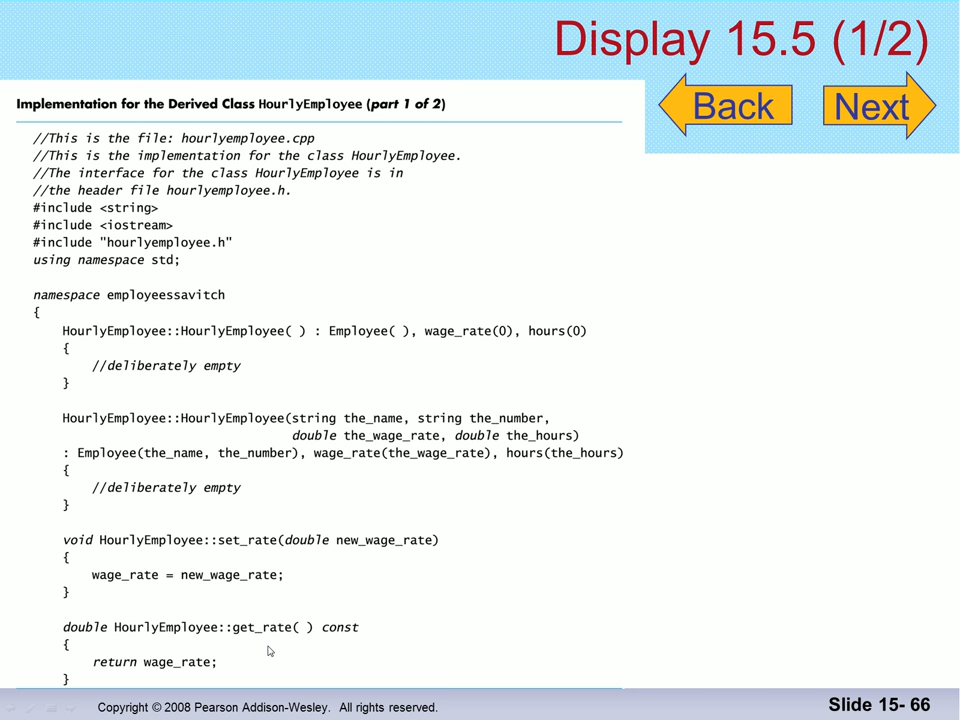 Display 15.5 (1/2)
Back
Next
Implementation for the Derived Class HourlyEmployee (part 1 of 2)
//This is the file: hourlyemployee.cpp
//This is the implementation for the class HourlyEmployee.
//The interface for the class HourlyEmployee is in
//the header file hourlyemployee.h.
#include <string>
#include <iostream>
#include "hourlyemployee.h"
using namespace std;
namespace employeessavitch
{
HourlyEmployee::HourlyEmployee( ) : Employee( ), wage_rate(0), hours(0)
{
//deliberately empty
}
HourlyEmployee::HourlyEmployee(string the_name, string the_number,
double the_wage_rate, double the_hours)
: Employee(the_name, the_number), wage_rate(the_wage_rate), hours(the_hours)
{
//deliberately empty
}
void HourlyEmployee::set_rate(double new_wage_rate)
{
wage_rate = new_wage_rate;
}
double HourlyEmployee::get_rate( ) const
{
return wage_rate;
}
Copyright © 2008 Pearson Addison-Wesley. All rights reserved.
Slide 15- 66